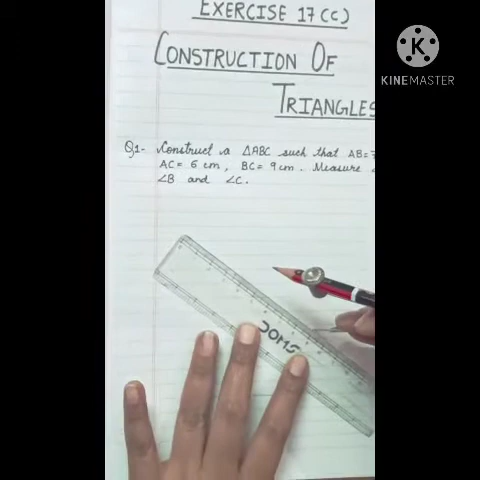 EXERCISE 17(C)
CONSTRUCTION OF
TRIANGLES
Q1- Construct a ΔABC such that AB=7
AC= 6 cm, BC= 9 cm. Measure
∠B and ∠C.
DOMS
K
KINEMASTER